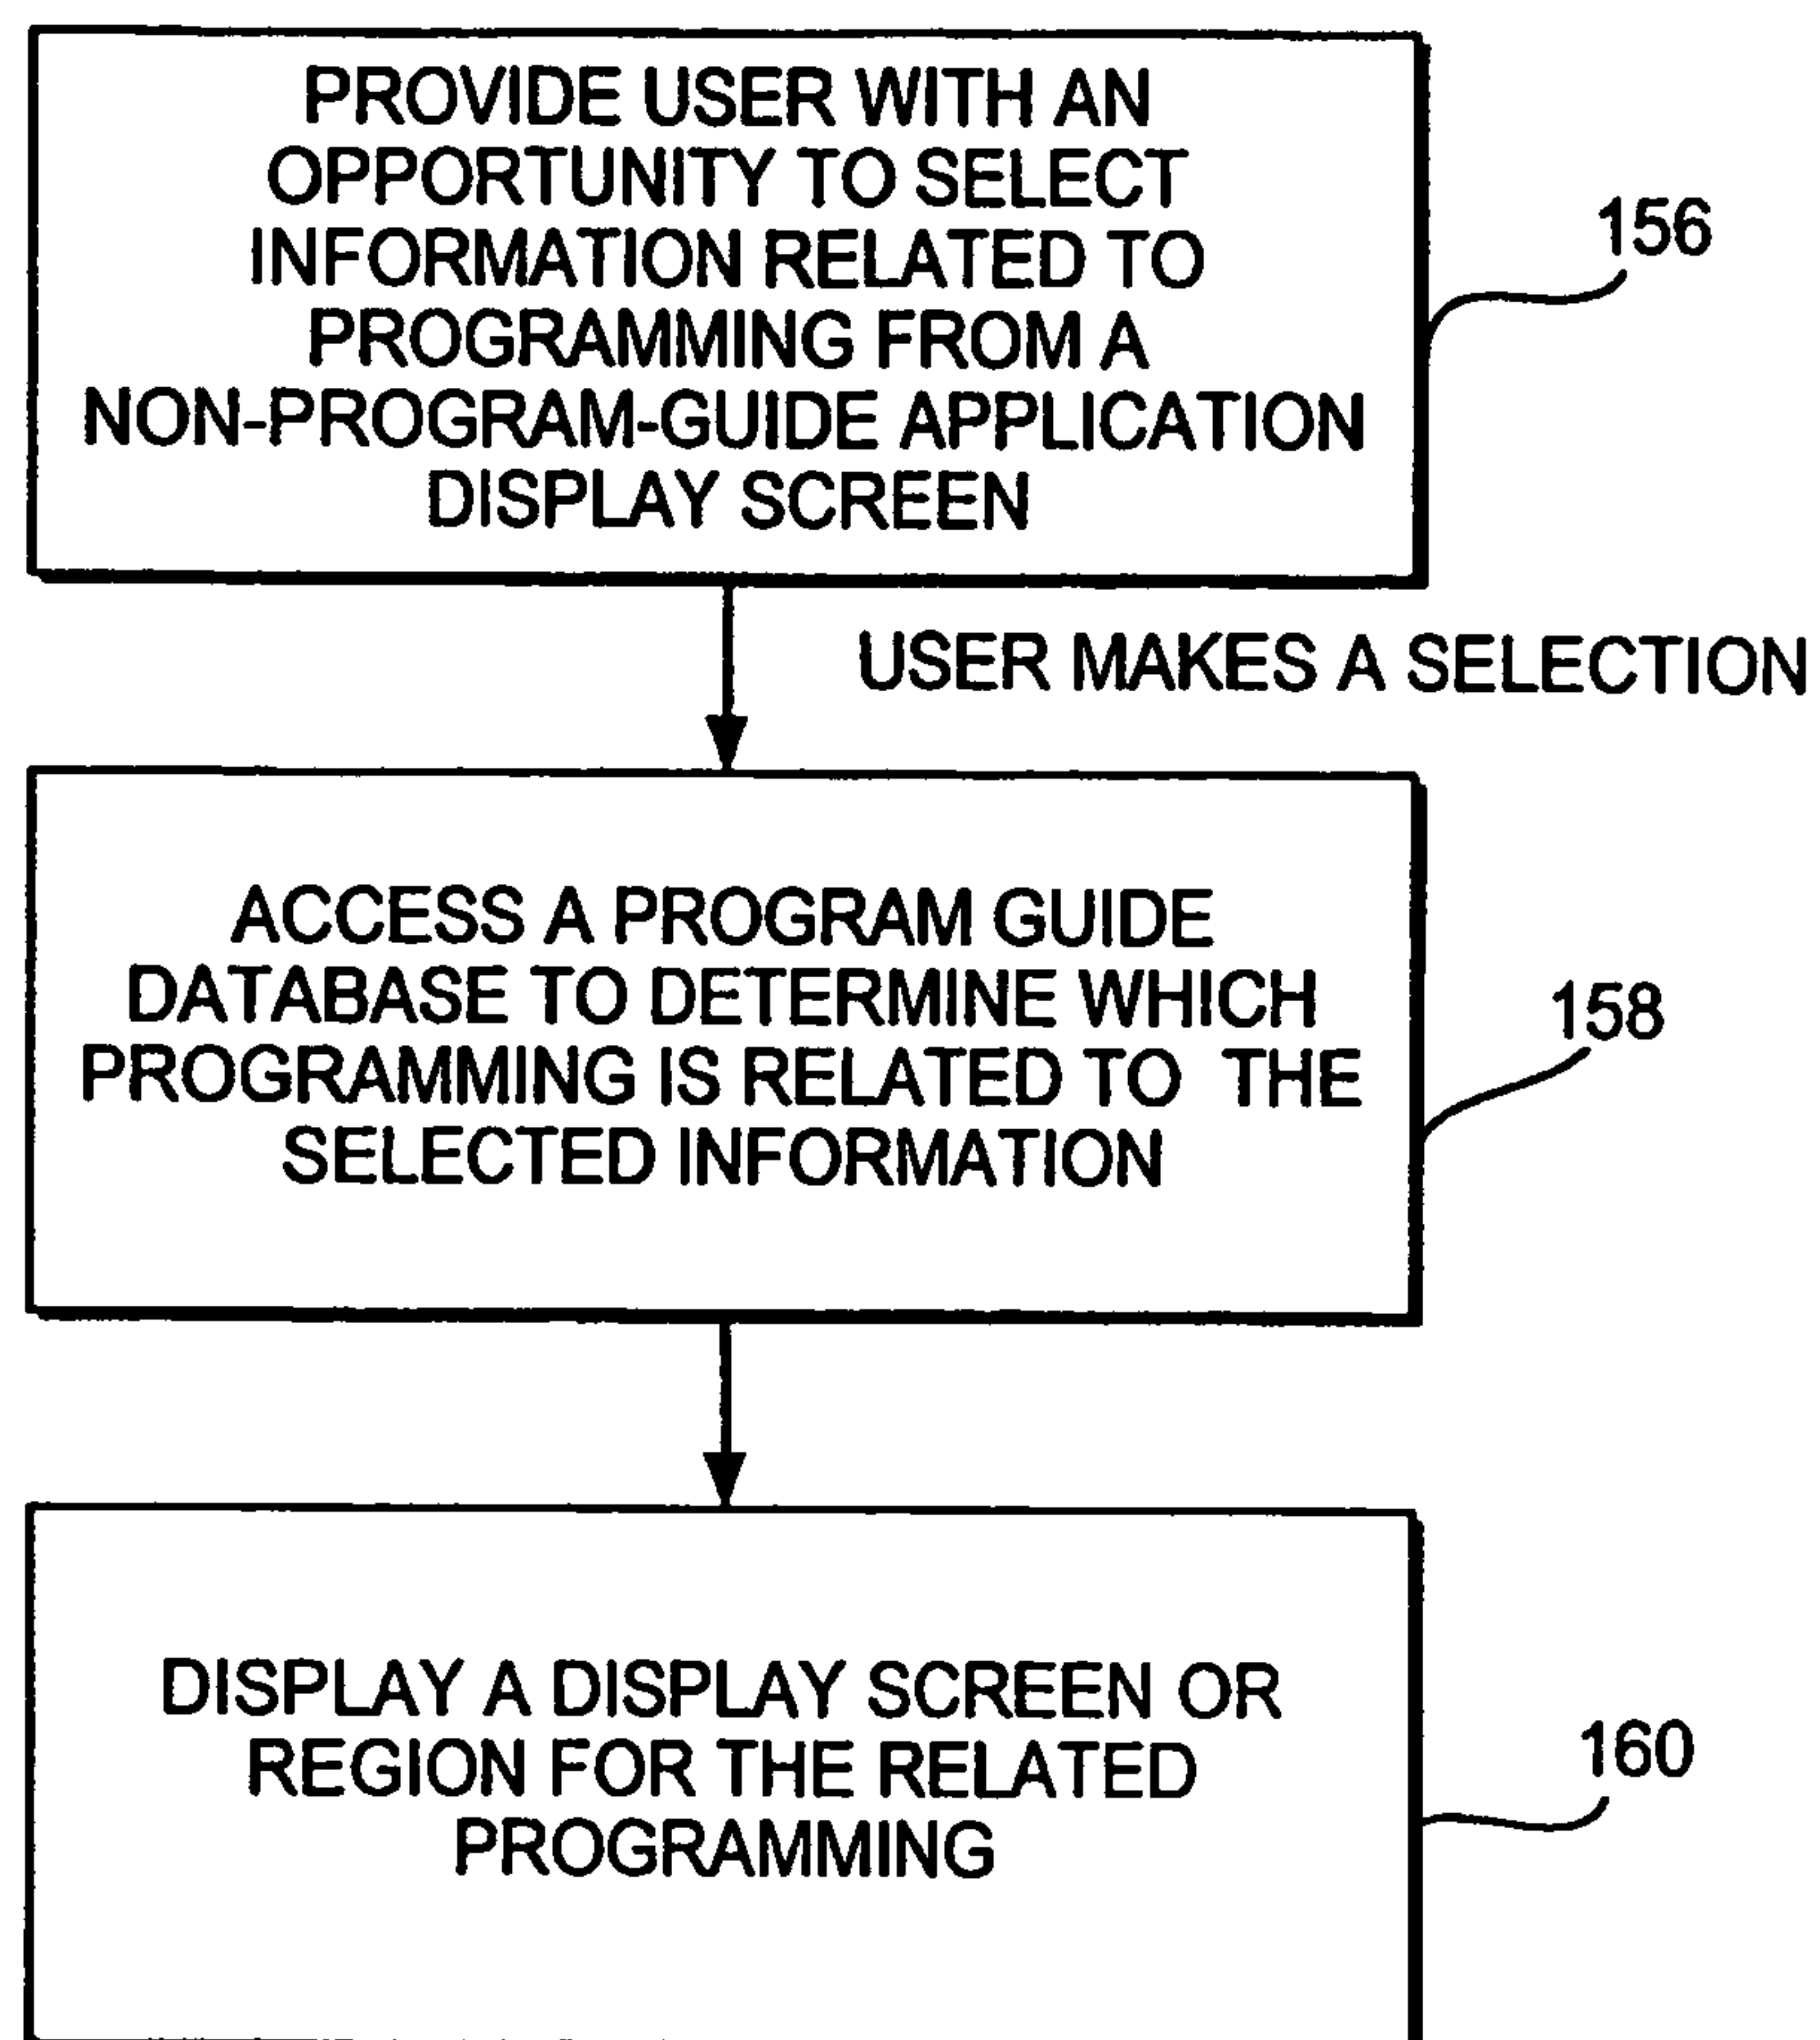 PROVIDE USER WITH AN
OPPORTUNITY TO SELECT
INFORMATION RELATED TO
PROGRAMMING FROM A
NON-PROGRAM-GUIDE APPLICATION
DISPLAY SCREEN
156
USER MAKES A SELECTION
ACCESS A PROGRAM GUIDE
DATABASE TO DETERMINE WHICH
PROGRAMMING IS RELATED TO THE
SELECTED INFORMATION
158
DISPLAY A DISPLAY SCREEN OR
REGION FOR THE RELATED
PROGRAMMING
160